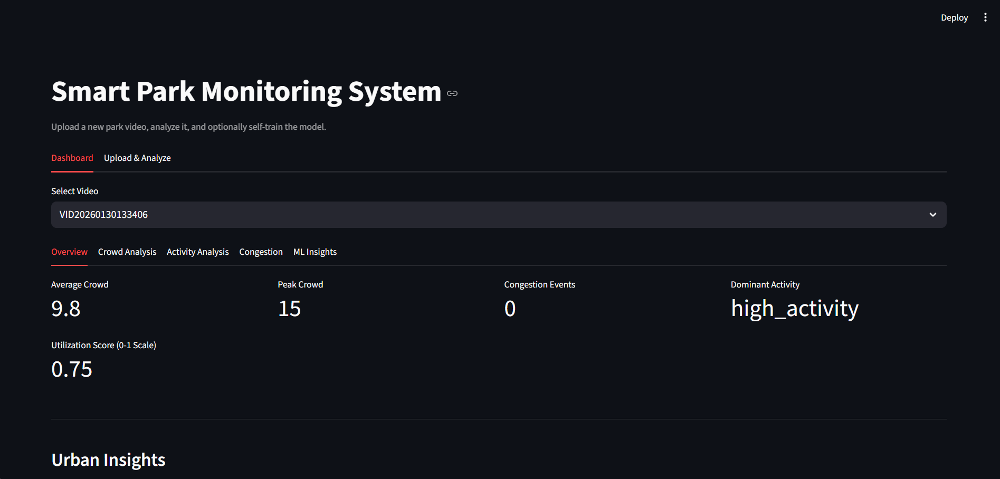 Deploy
Smart Park Monitoring System
Upload a new park video, analyze it, and optionally self-train the model.
Dashboard Upload & Analyze
Select Video
VID20260130133406
Overview Crowd Analysis Activity Analysis Congestion ML Insights
Average Crowd Peak Crowd Congestion Events Dominant Activity
9.8 15 0 high_activity
Utilization Score (0-1 Scale)
0.75
Urban Insights